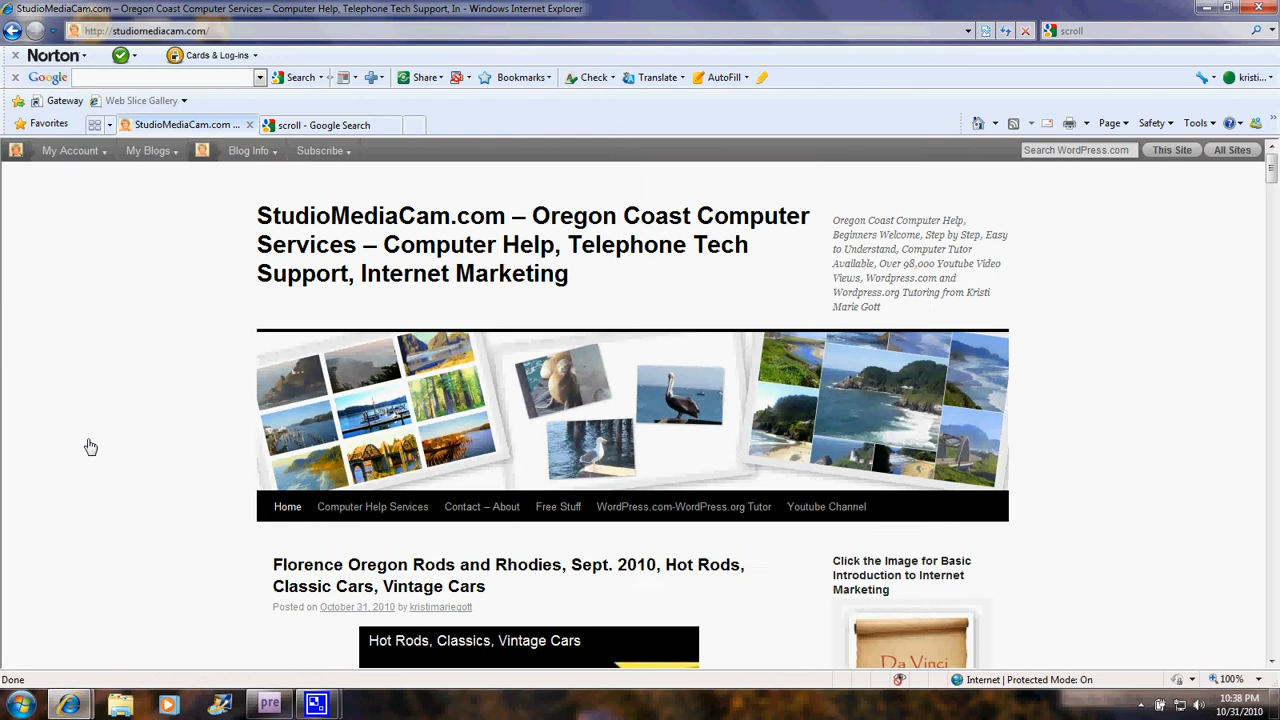 StudioMediaCam.com – Oregon Coast Computer Services – Computer Help, Telephone Tech Support, In - Windows Internet Explorer
http://studiomediacam.com/
scroll
Norton
Cards & Log-ins
Google
Search
Share
Bookmarks
Check
Translate
AutoFill
kristi...
Gateway
Web Slice Gallery
Favorites
StudioMediaCam.com ...
scroll - Google Search
Page
Safety
Tools
My Account
My Blogs
Blog Info
Subscribe
Search WordPress.com
This Site
All Sites
StudioMediaCam.com – Oregon Coast Computer
Services – Computer Help, Telephone Tech
Support, Internet Marketing
Oregon Coast Computer Help,
Beginners Welcome, Step by Step, Easy
to Understand, Computer Tutor
Available, Over 98,000 Youtube Video
Views, Wordpress.com and
Wordpress.org Tutoring from Kristi
Marie Gott
Home
Computer Help Services
Contact – About
Free Stuff
WordPress.com-WordPress.org Tutor
Youtube Channel
Florence Oregon Rods and Rhodies, Sept. 2010, Hot Rods,
Classic Cars, Vintage Cars
Posted on October 31, 2010 by kristimariegott
Hot Rods, Classics, Vintage Cars
Click the Image for Basic
Introduction to Internet
Marketing
Da Vinci
Done
Internet | Protected Mode: On
100%
pre
10:38 PM
10/31/2010